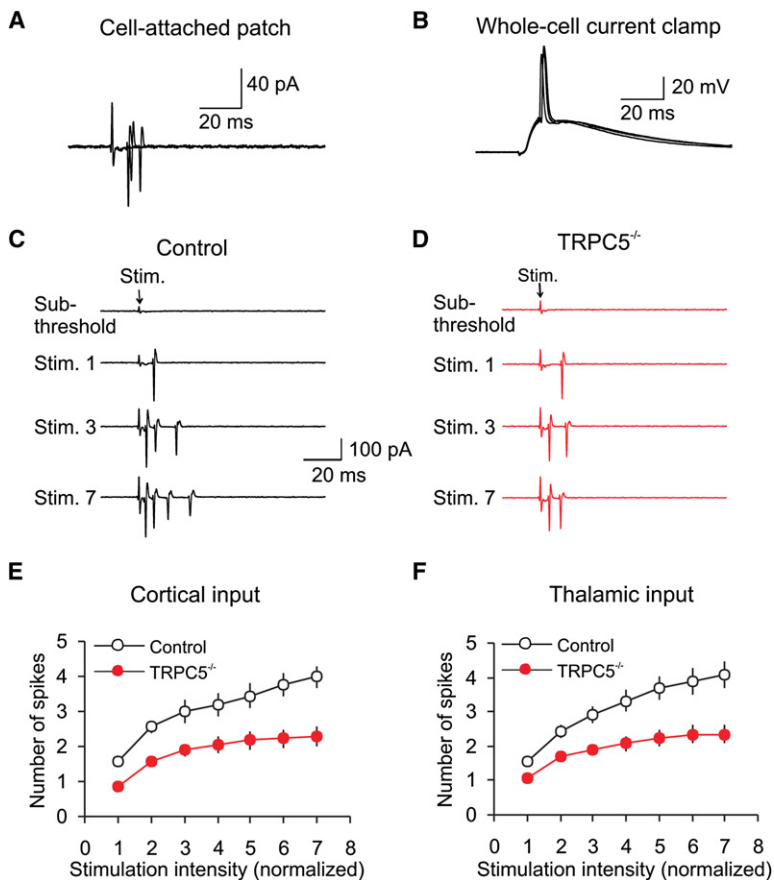 A
Cell-attached patch
40 pA
20 ms
B
Whole-cell current clamp
20 mV
20 ms
C
Control
Stim.
Sub-
threshold
Stim. 1
Stim. 3
Stim. 7
100 pA
20 ms
D
TRPC5-/-
Stim.
Sub-
threshold
Stim. 1
Stim. 3
Stim. 7
E
Cortical input
Control
TRPC5-/-
Number of spikes
5
4
3
2
1
0
0 1 2 3 4 5 6 7 8
Stimulation intensity (normalized)
F
Thalamic input
Control
TRPC5-/-
Number of spikes
5
4
3
2
1
0
0 1 2 3 4 5 6 7 8
Stimulation intensity (normalized)